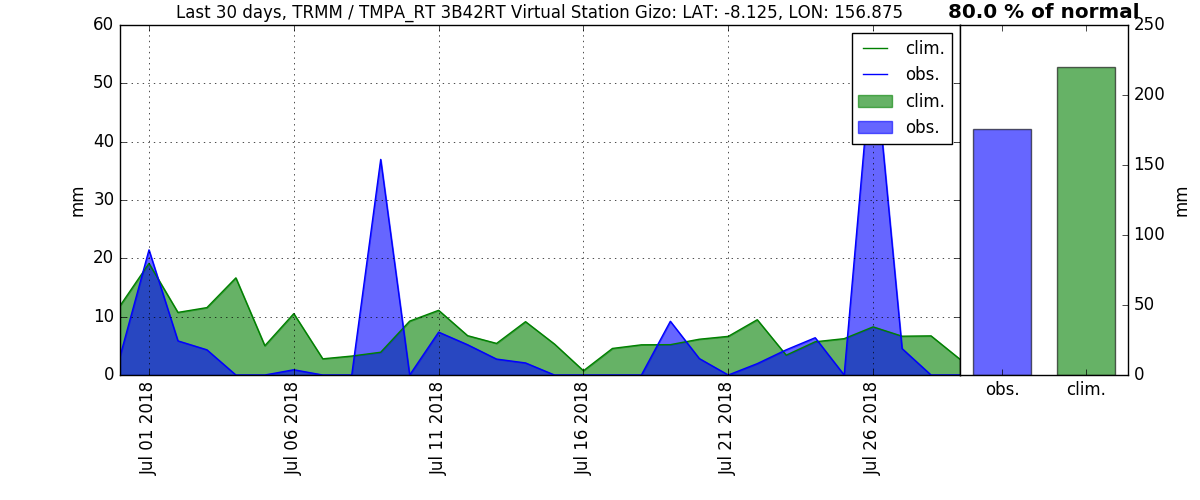 Last 30 days, TRMM / TMPA_RT 3B42RT Virtual Station Gizo: LAT: -8.125, LON: 156.875
80.0 % of normal
60
50
40
30
20
10
0
mm
clim.
obs.
clim.
obs.
Jul 01 2018
Jul 06 2018
Jul 11 2018
Jul 16 2018
Jul 21 2018
Jul 26 2018
250
200
150
100
50
0
mm
obs.
clim.